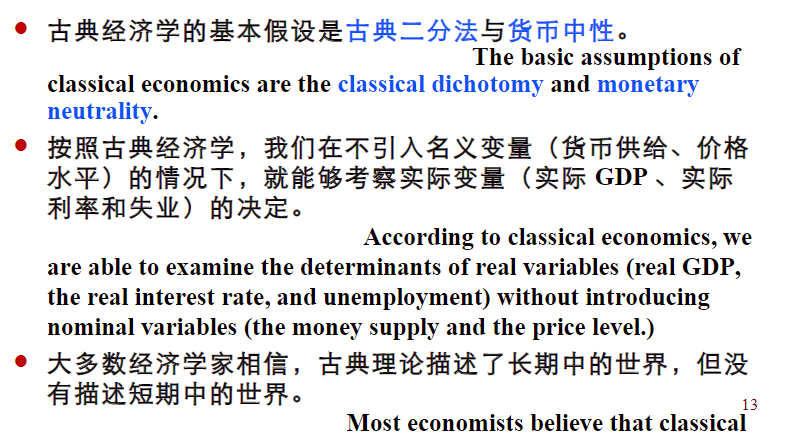 古典经济学的基本假设是古典二分法与货币中性。
The basic assumptions of
classical economics are the classical dichotomy and monetary
neutrality.
按照古典经济学，我们在不引入名义变量（货币供给、价格
水平）的情况下，就能够考察实际变量（实际 GDP 、实际
利率和失业）的决定。
According to classical economics, we
are able to examine the determinants of real variables (real GDP,
the real interest rate, and unemployment) without introducing
nominal variables (the money supply and the price level.)
大多数经济学家相信，古典理论描述了长期中的世界，但没
有描述短期中的世界。
13
Most economists believe that classical